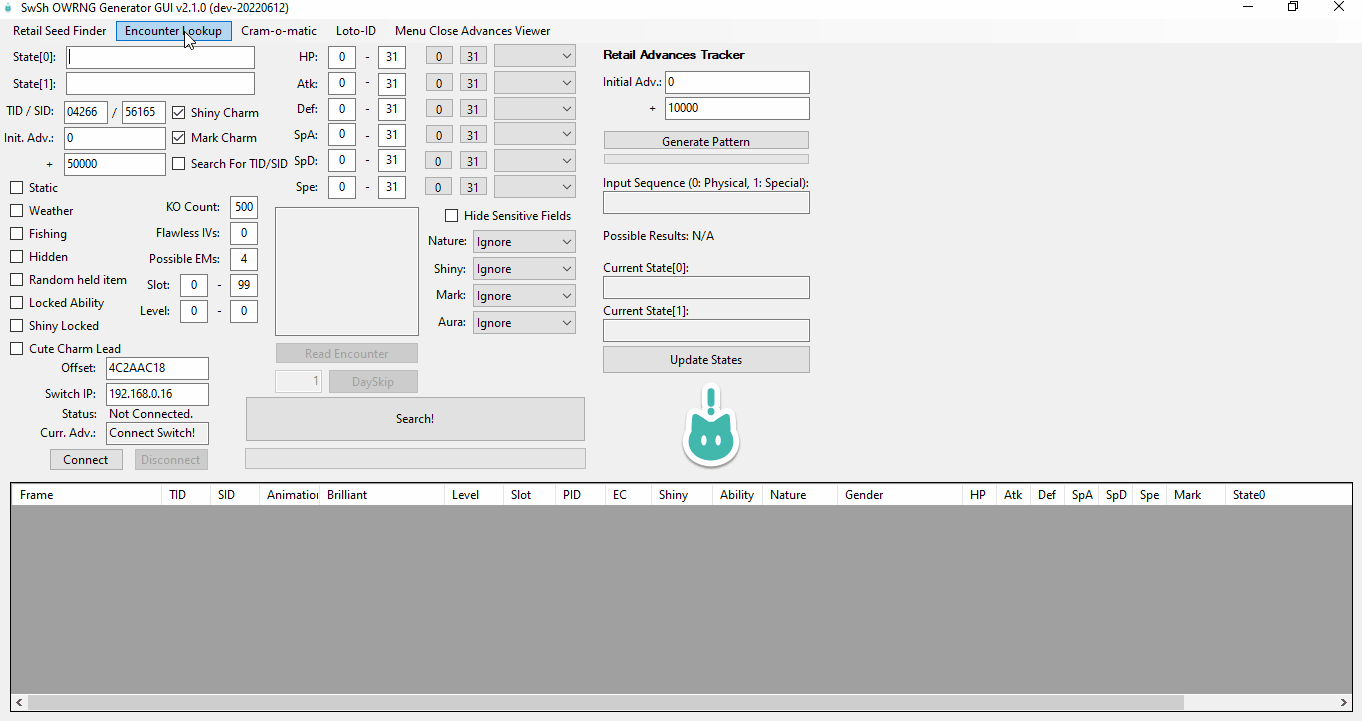 SwSh OWRNG Generator GUI v2.1.0 (dev-20220612)
Retail Seed Finder Encounter Lookup Cram-o-matic Loto-ID Menu Close Advances Viewer
State[0]:
State[1]:
TID / SID: 04266 / 56165 Shiny Charm
Init. Adv.: 0 Mark Charm
+ 50000 Search For TID/SID
Static
Weather
Fishing
Hidden
Random held item
Locked Ability
Shiny Locked
Cute Charm Lead
KO Count: 500
Flawless IVs: 0
Possible EMs: 4
Slot: 0 - 99
Level: 0 - 0
Offset: 4C2AAC18
Switch IP: 192.168.0.16
Status: Not Connected.
Curr. Adv.: Connect Switch!
Connect Disconnect
HP: 0 - 31 0 31
Atk: 0 - 31 0 31
Def: 0 - 31 0 31
SpA: 0 - 31 0 31
SpD: 0 - 31 0 31
Spe: 0 - 31 0 31
Hide Sensitive Fields
Nature: Ignore
Shiny: Ignore
Mark: Ignore
Aura: Ignore
Read Encounter
1 DaySkip
Search!
Retail Advances Tracker
Initial Adv.: 0
+ 10000
Generate Pattern
Input Sequence (0: Physical, 1: Special):
Possible Results: N/A
Current State[0]:
Current State[1]:
Update States
Frame TID SID Animation Brilliant Level Slot PID EC Shiny Ability Nature Gender HP Atk Def SpA SpD Spe Mark State0